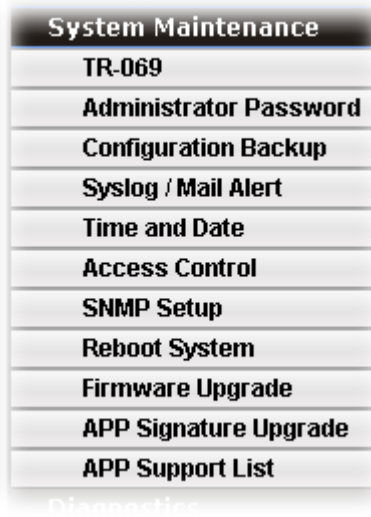 System Maintenance
TR-069
Administrator Password
Configuration Backup
Syslog / Mail Alert
Time and Date
Access Control
SNMP Setup
Reboot System
Firmware Upgrade
APP Signature Upgrade
APP Support List
Diagnostics